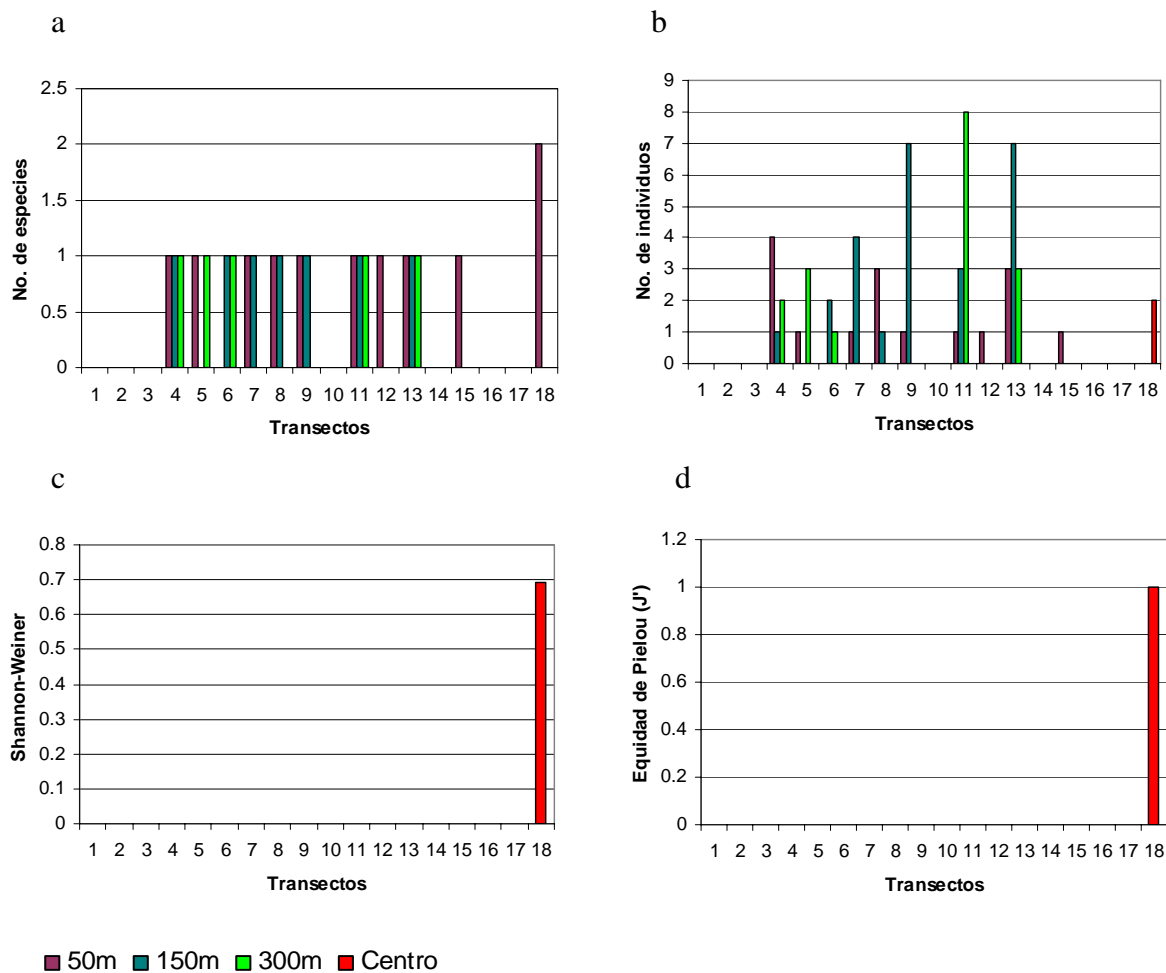 a
2.5
2
1.5
1
0.5
0
No. de especies
1 2 3 4 5 6 7 8 9 10 11 12 13 14 15 16 17 18
Transectos
b
9
8
7
6
5
4
3
2
1
0
No. de individuos
1 2 3 4 5 6 7 8 9 10 11 12 13 14 15 16 17 18
Transectos
c
0.8
0.7
0.6
0.5
0.4
0.3
0.2
0.1
0
Shannon-Weiner
1 2 3 4 5 6 7 8 9 10 11 12 13 14 15 16 17 18
Transectos
d
1.2
1
0.8
0.6
0.4
0.2
0
Equidad de Pielou (J')
1 2 3 4 5 6 7 8 9 10 11 12 13 14 15 16 17 18
Transectos
50m 150m 300m Centro